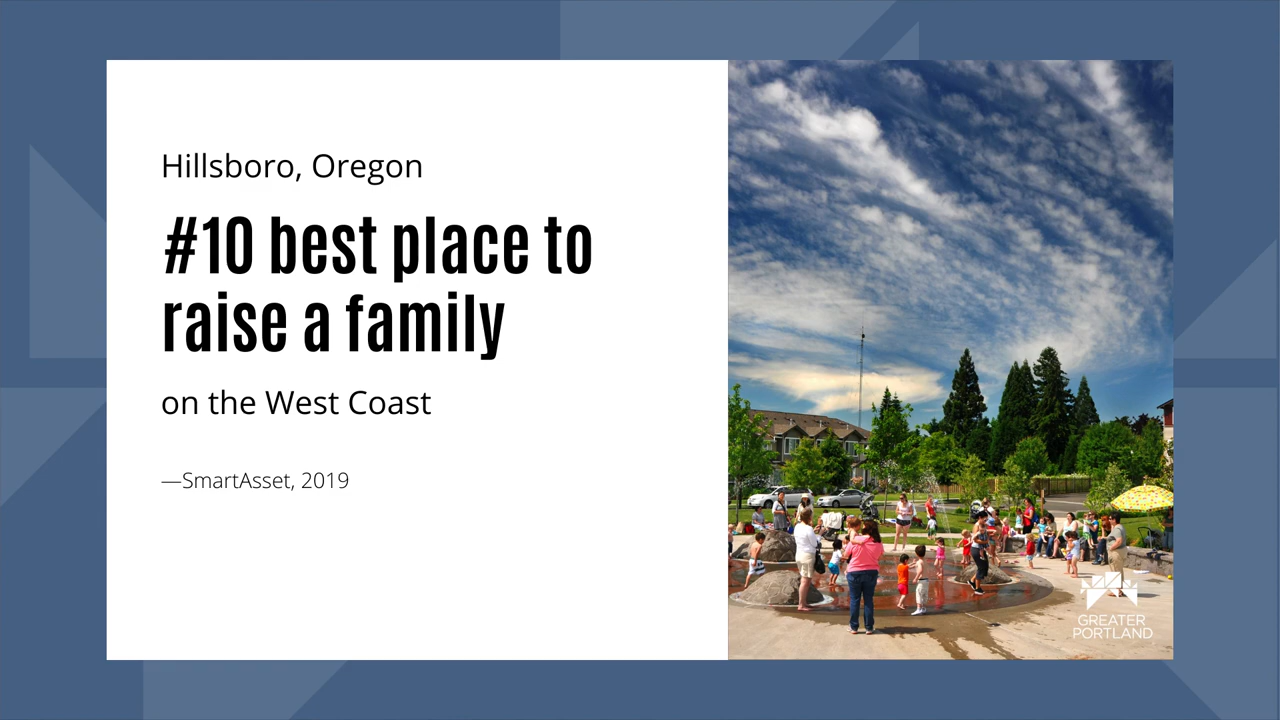 Hillsboro, Oregon
#10 best place to
raise a family
on the West Coast
—SmartAsset, 2019
GREATER
PORTLAND